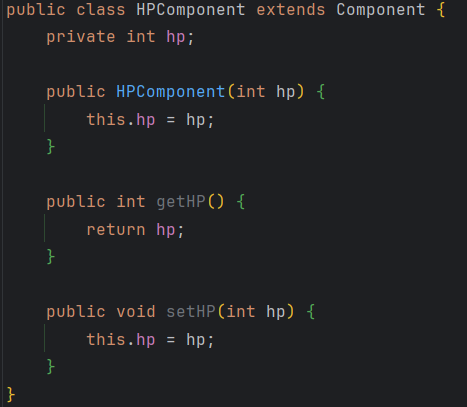 public class HPComponent extends Component {
    private int hp;

    public HPComponent(int hp) {
        this.hp = hp;
    }

    public int getHP() {
        return hp;
    }

    public void setHP(int hp) {
        this.hp = hp;
    }
}